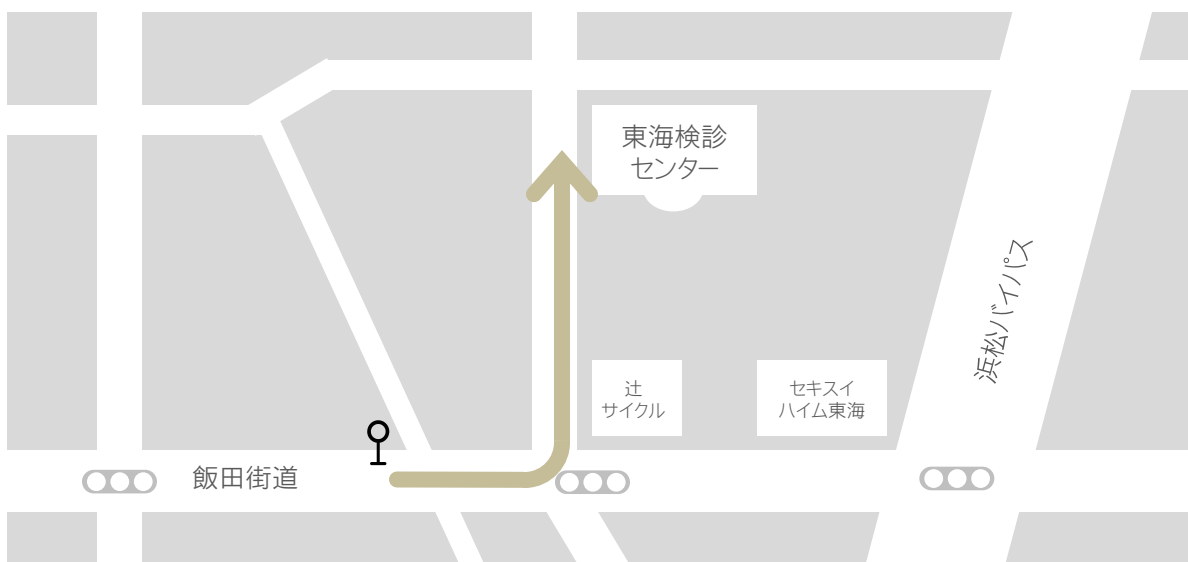 東海検診
センター
浜松バイパス
辻
サイクル
セキスイ
ハイム東海
飯田街道